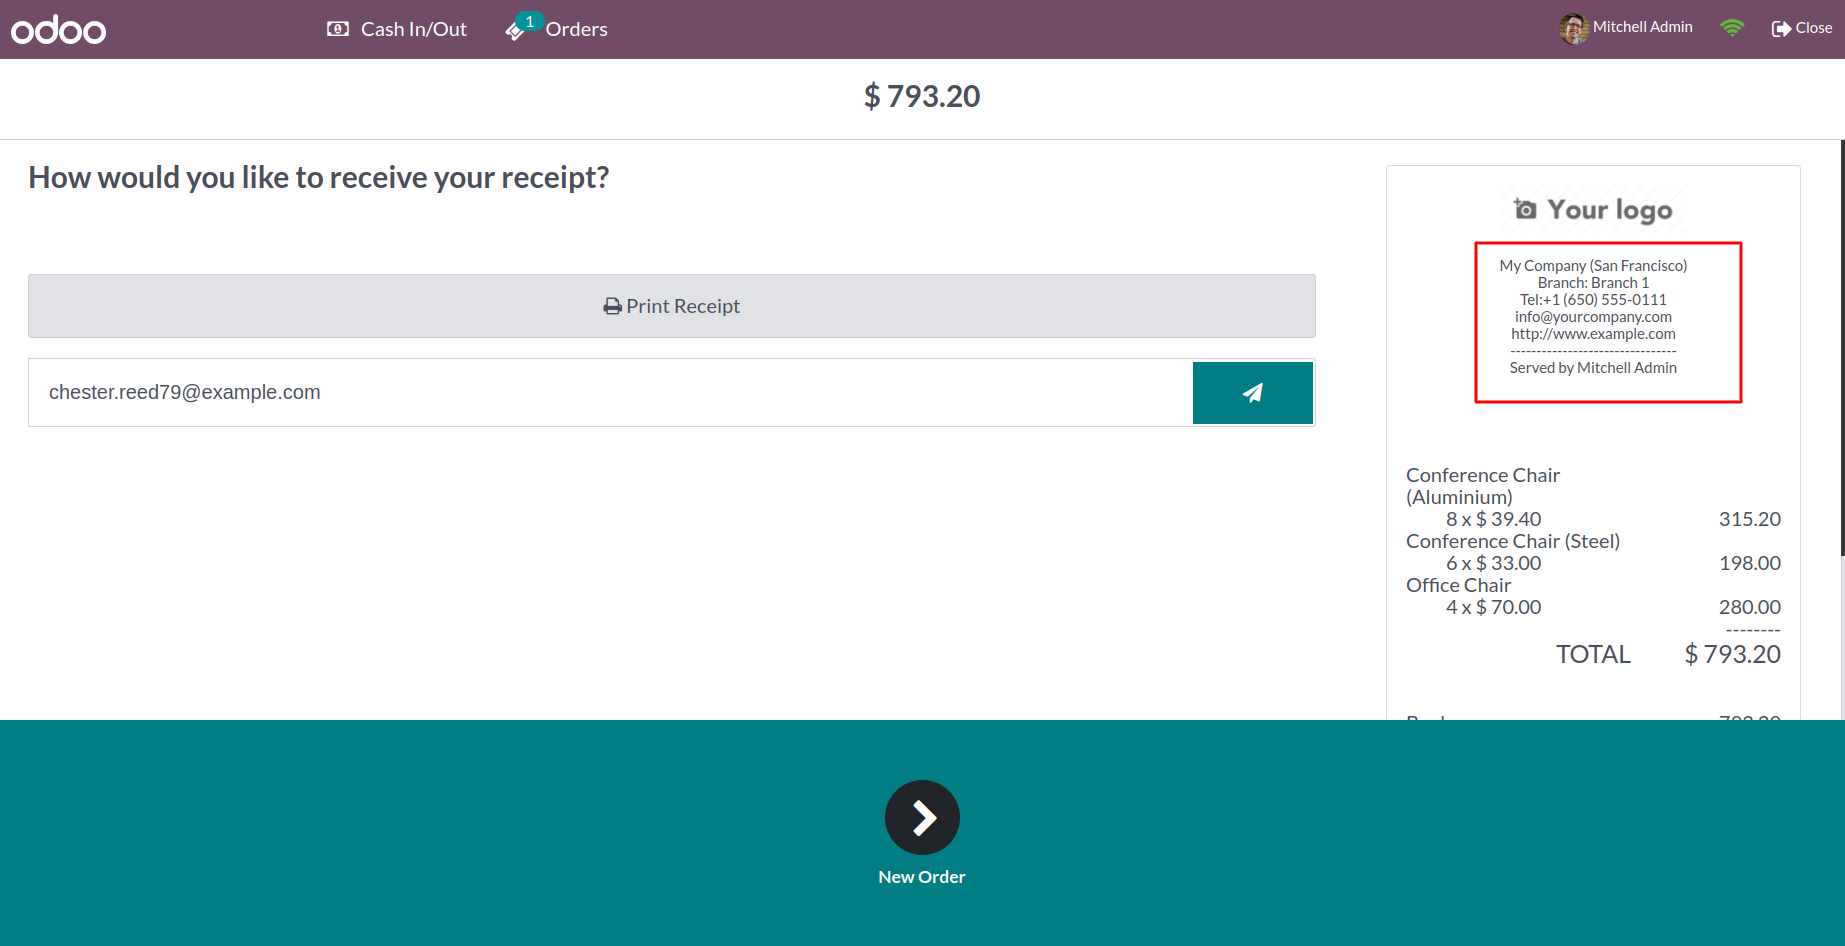 odoo
Cash In/Out
1
Orders
Mitchell Admin
Close
$ 793.20
How would you like to receive your receipt?
Print Receipt
chester.reed79@example.com
Your logo
My Company (San Francisco)
Branch: Branch 1
Tel:+1 (650) 555-0111
info@yourcompany.com
http://www.example.com
--------------------------------
Served by Mitchell Admin
Conference Chair
(Aluminium)
8 x $ 39.40 315.20
Conference Chair (Steel)
6 x $ 33.00 198.00
Office Chair
4 x $ 70.00 280.00
--------
TOTAL $ 793.20
New Order